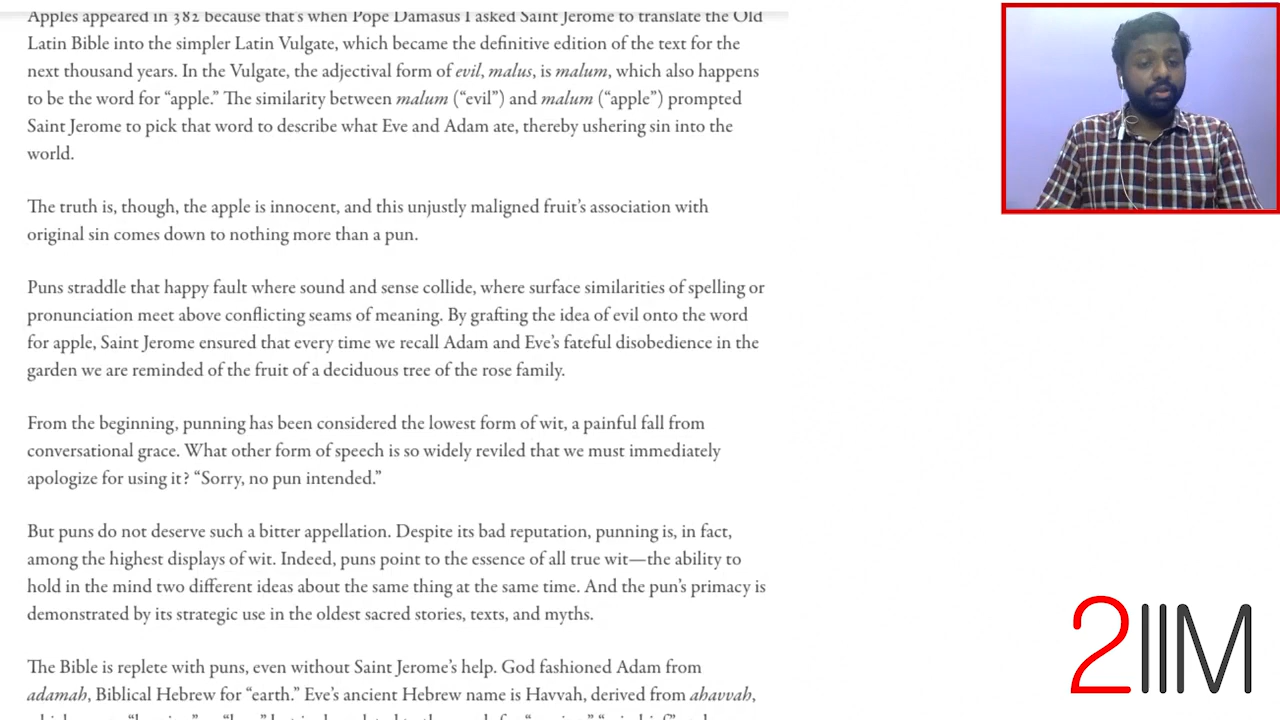 Apples appeared in 382 because that's when Pope Damasus I asked Saint Jerome to translate the Old
Latin Bible into the simpler Latin Vulgate, which became the definitive edition of the text for the
next thousand years. In the Vulgate, the adjectival form of evil, malus, is malum, which also happens
to be the word for “apple.” The similarity between malum (“evil”) and malum (“apple”) prompted
Saint Jerome to pick that word to describe what Eve and Adam ate, thereby ushering sin into the
world.
The truth is, though, the apple is innocent, and this unjustly maligned fruit's association with
original sin comes down to nothing more than a pun.
Puns straddle that happy fault where sound and sense collide, where surface similarities of spelling or
pronunciation meet above conflicting seams of meaning. By grafting the idea of evil onto the word
for apple, Saint Jerome ensured that every time we recall Adam and Eve's fateful disobedience in the
garden we are reminded of the fruit of a deciduous tree of the rose family.
From the beginning, punning has been considered the lowest form of wit, a painful fall from
conversational grace. What other form of speech is so widely reviled that we must immediately
apologize for using it? “Sorry, no pun intended.”
But puns do not deserve such a bitter appellation. Despite its bad reputation, punning is, in fact,
among the highest displays of wit. Indeed, puns point to the essence of all true wit—the ability to
hold in the mind two different ideas about the same thing at the same time. And the pun's primacy is
demonstrated by its strategic use in the oldest sacred stories, texts, and myths.
The Bible is replete with puns, even without Saint Jerome's help. God fashioned Adam from
adamah, Biblical Hebrew for “earth.” Eve's ancient Hebrew name is Havvah, derived from ahavvah,
2IIM